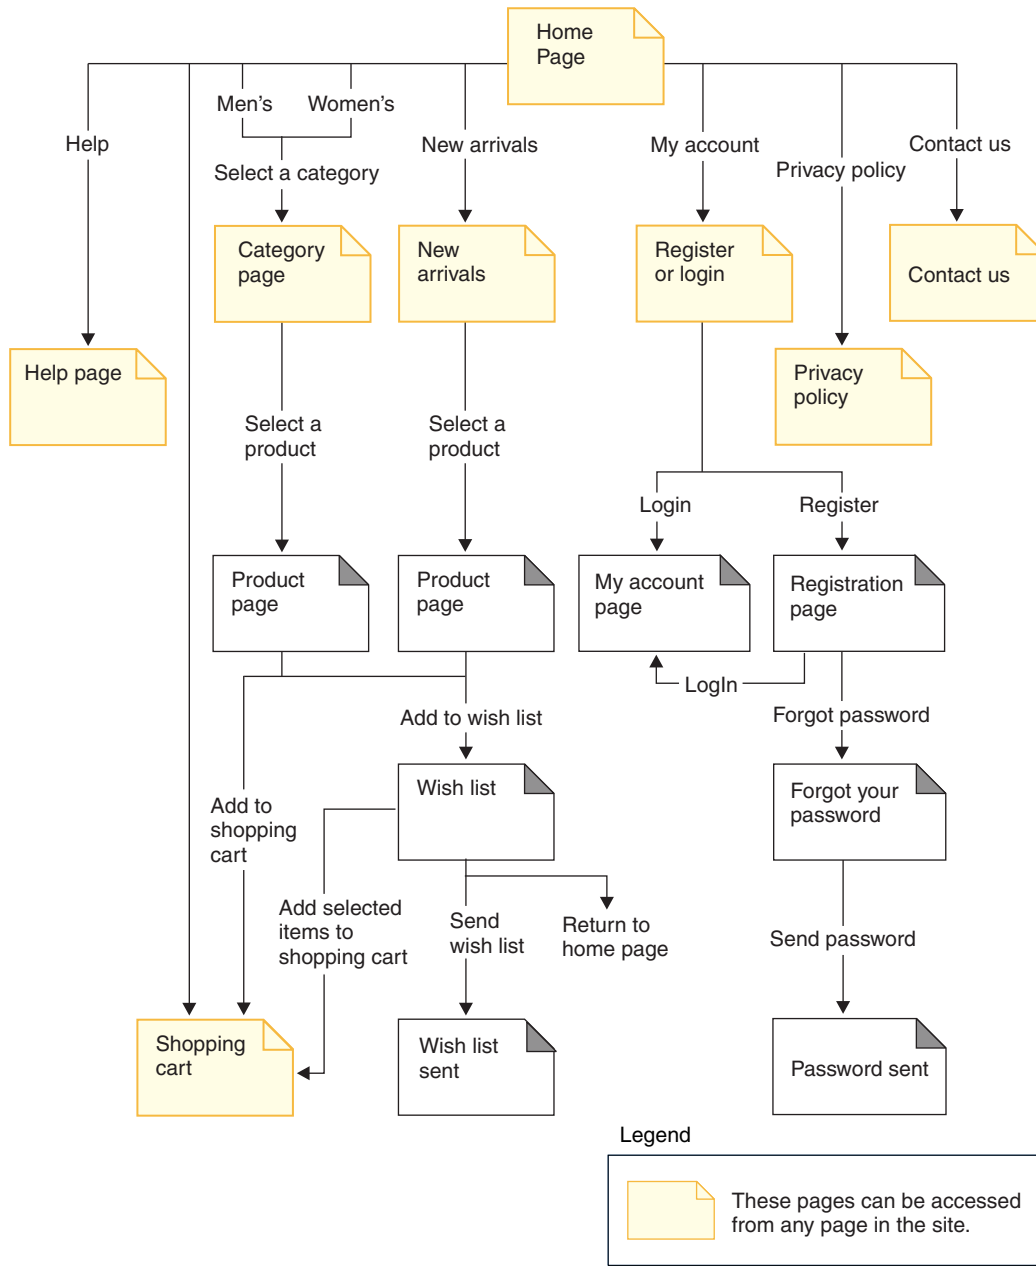 Home
Page
Men's
Women's
Help
New arrivals
My account
Contact us
Select a category
Privacy policy
Category
page
New
arrivals
Register
or login
Contact us
Help page
Privacy
policy
Select a
product
Select a
product
Login
Register
Product
page
Product
page
My account
page
Registration
page
LogIn
Add to wish list
Forgot password
Wish list
Forgot your
password
Add to
shopping
cart
Add selected
items to
shopping cart
Send
wish list
Return to
home page
Send password
Shopping
cart
Wish list
sent
Password sent
Legend
These pages can be accessed
from any page in the site.